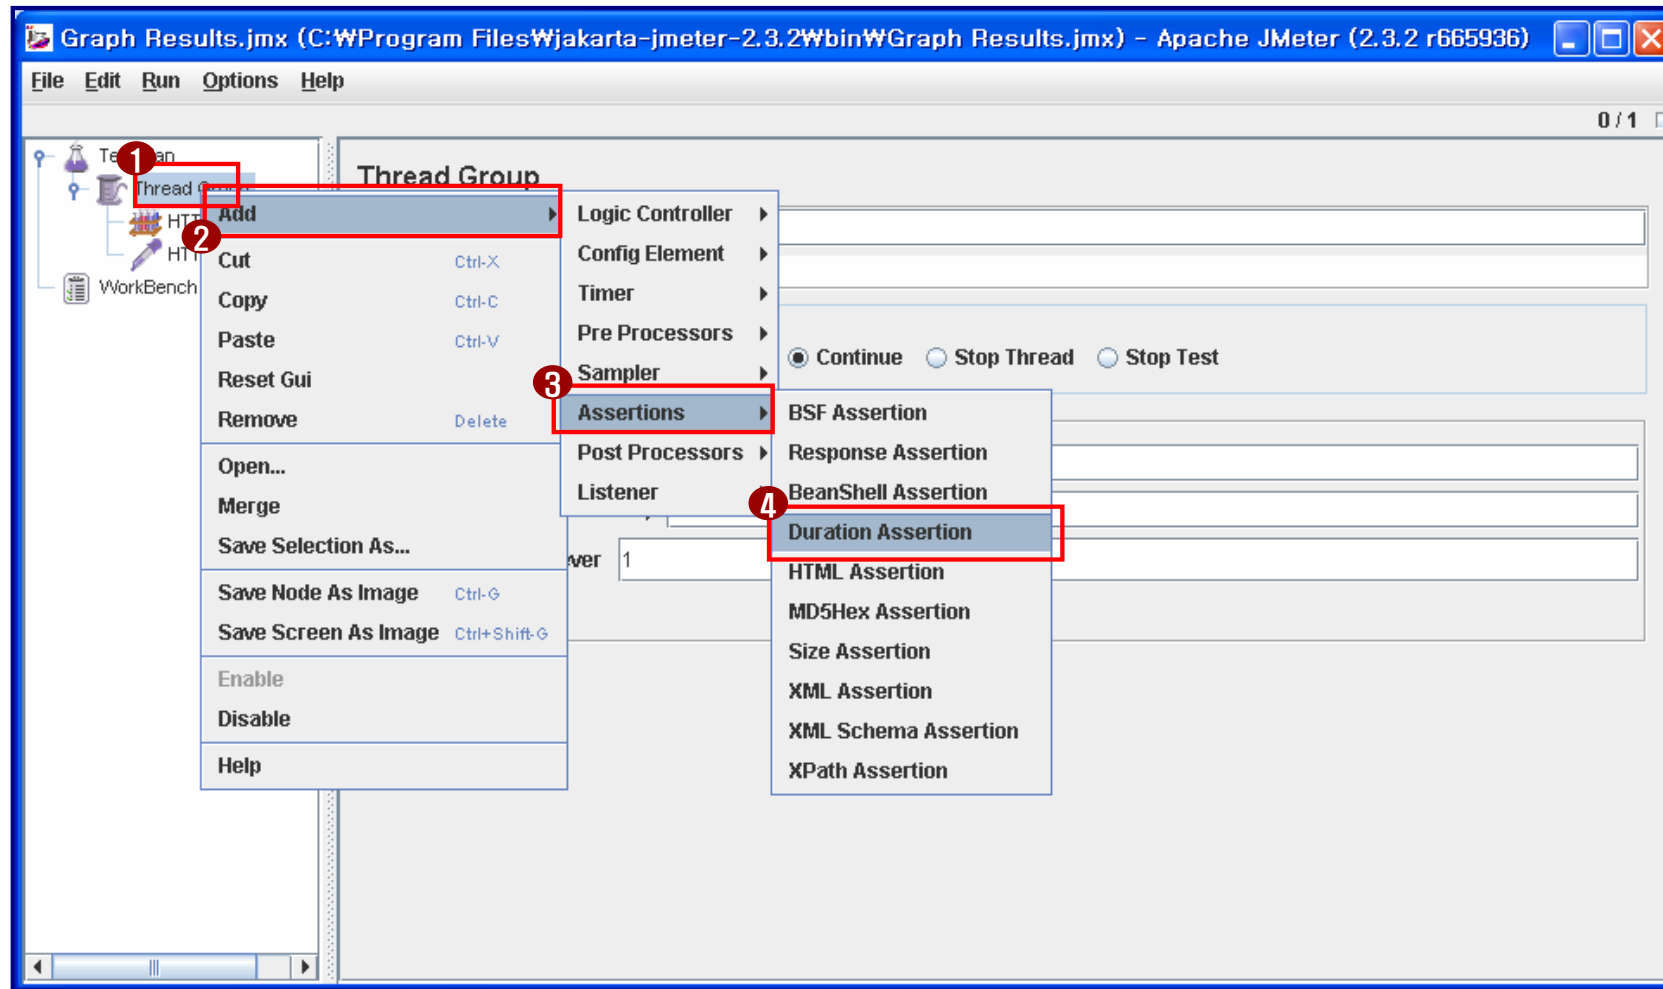 Graph Results.jmx (C:₩Program Files₩jakarta-jmeter-2.3.2₩bin₩Graph Results.jmx) - Apache JMeter (2.3.2 r665936)
File Edit Run Options Help
0 / 1
1
Thread
HTT
HTT
WorkBench
Thread Group
Continue Stop Thread Stop Test
1
2
Add
Cut Ctrl-X
Copy Ctrl-C
Paste Ctrl-V
Reset Gui
Remove Delete
Open...
Merge
Save Selection As...
Save Node As Image Ctrl-G
Save Screen As Image Ctrl+Shift-G
Enable
Disable
Help
Logic Controller
Config Element
Timer
Pre Processors
Sampler
3
Assertions
Post Processors
Listener
BSF Assertion
Response Assertion
BeanShell Assertion
4
Duration Assertion
HTML Assertion
MD5Hex Assertion
Size Assertion
XML Assertion
XML Schema Assertion
XPath Assertion